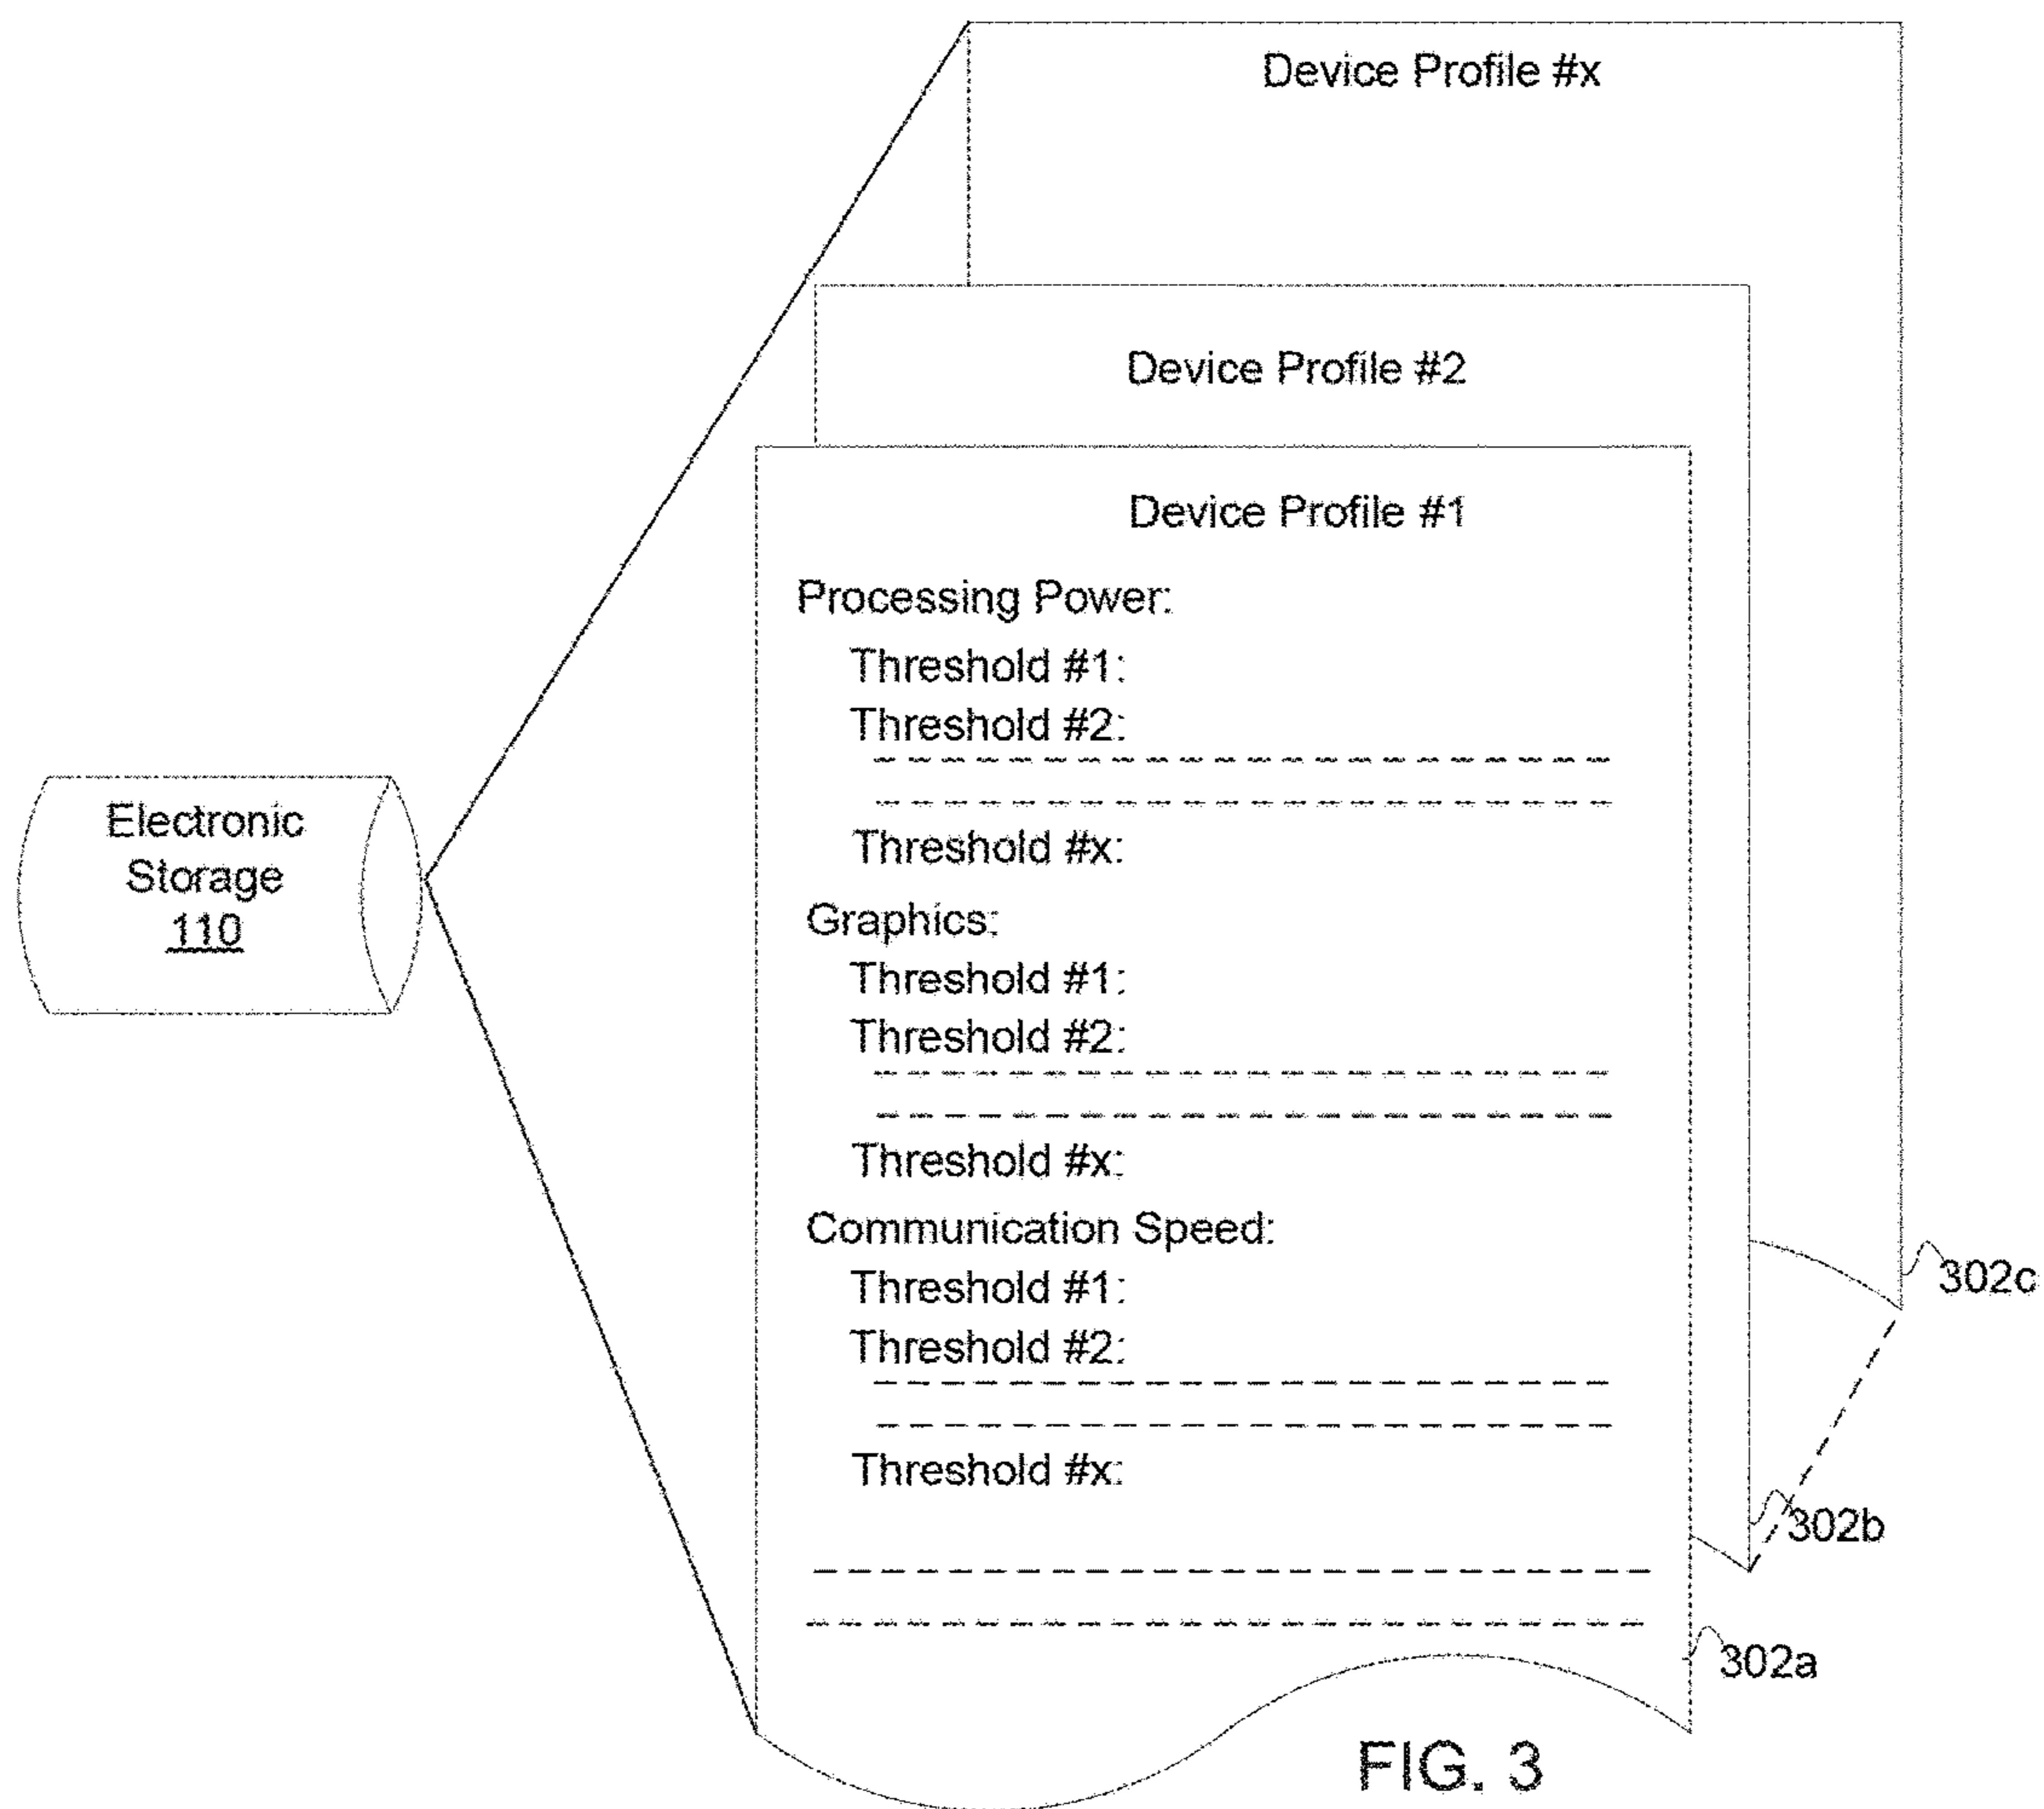 Device Profile #x
Device Profile #2
Device Profile #1
Processing Power:
Threshold #1:
Threshold #2:
Threshold #x:
Graphics:
Threshold #1:
Threshold #2:
Threshold #x:
Communication Speed:
Threshold #1:
Threshold #2:
Threshold #x:
Electronic
Storage
110
302c
302b
302a
FIG. 3